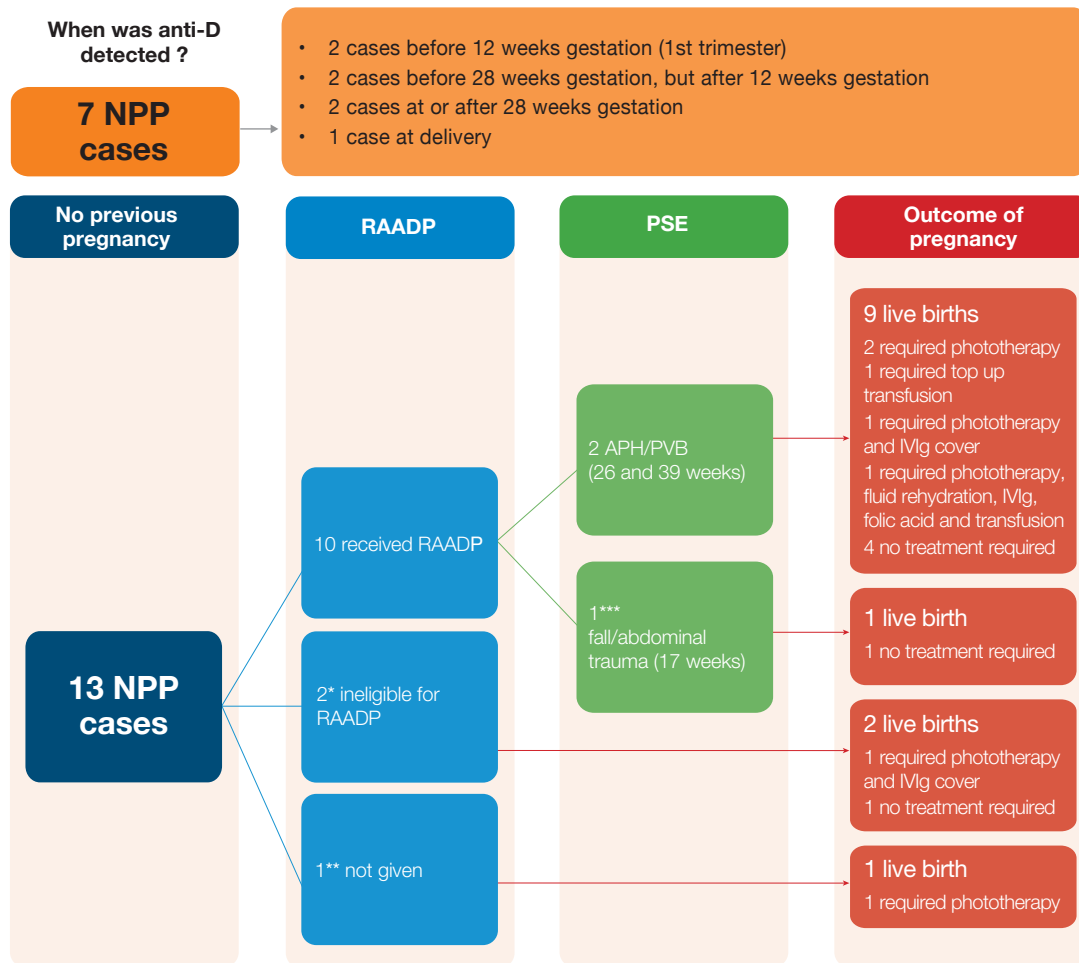 When was anti-D
detected ?
7 NPP
cases
• 2 cases before 12 weeks gestation (1st trimester)
• 2 cases before 28 weeks gestation, but after 12 weeks gestation
• 2 cases at or after 28 weeks gestation
• 1 case at delivery
No previous
pregnancy
RAADP
PSE
Outcome of
pregnancy
13 NPP
cases
10 received RAADP
2* ineligible for
RAADP
1** not given
2 APH/PVB
(26 and 39 weeks)
1***
fall/abdominal
trauma (17 weeks)
9 live births
2 required phototherapy
1 required top up
transfusion
1 required phototherapy
and IVIg cover
1 required phototherapy,
fluid rehydration, IVIg,
folic acid and transfusion
4 no treatment required
1 live birth
1 no treatment required
2 live births
1 required phototherapy
and IVIg cover
1 no treatment required
1 live birth
1 required phototherapy